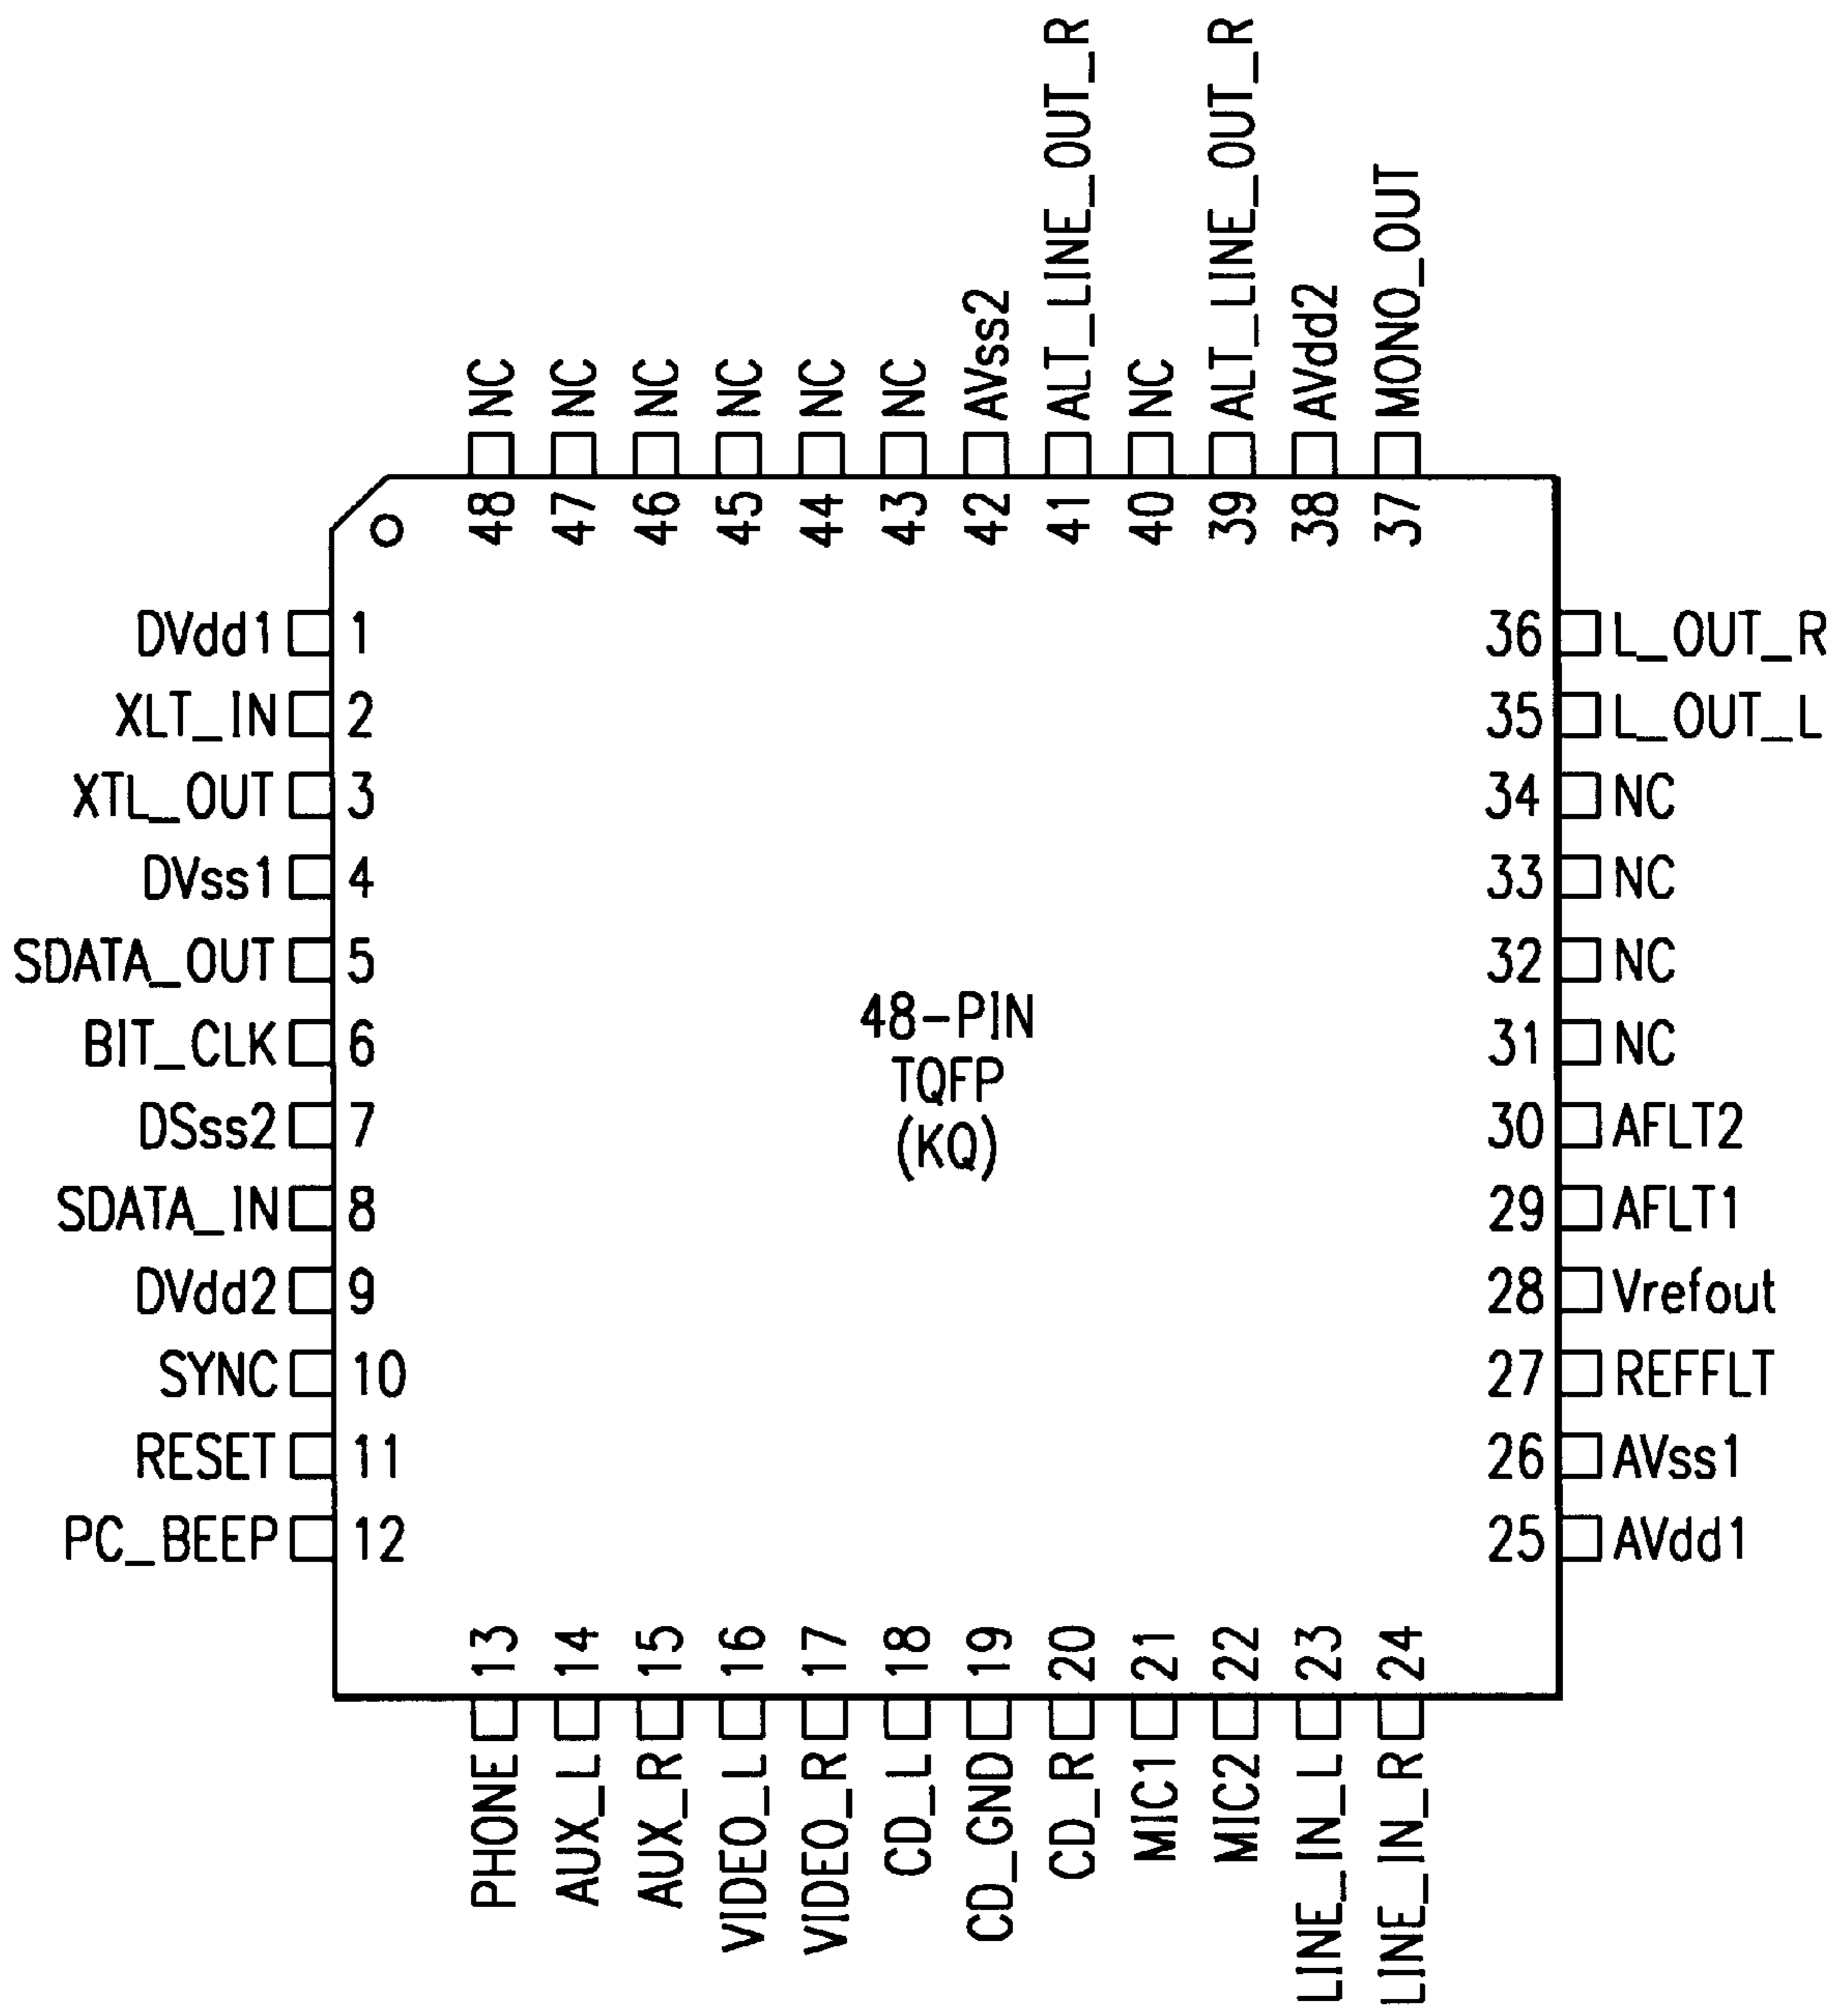 NC
NC
NC
NC
NC
NC
AVss2
ALT_LINE_OUT_R
NC
ALT_LINE_OUT_R
AVdd2
MONO_OUT
48
47
46
45
44
43
42
41
40
39
38
37
DVdd1 1
XLT_IN 2
XTL_OUT 3
DVss1 4
SDATA_OUT 5
BIT_CLK 6
DSss2 7
SDATA_IN 8
DVdd2 9
SYNC 10
RESET 11
PC_BEEP 12
48-PIN
TQFP
(KQ)
36 L_OUT_R
35 L_OUT_L
34 NC
33 NC
32 NC
31 NC
30 AFLT2
29 AFLT1
28 Vrefout
27 REFFLT
26 AVss1
25 AVdd1
13
14
15
16
17
18
19
20
21
22
23
24
PHONE
AUX_L
AUX_R
VIDEO_L
VIDEO_R
CD_L
CD_GND
CD_R
MIC1
MIC2
LINE_IN_L
LINE_IN_R